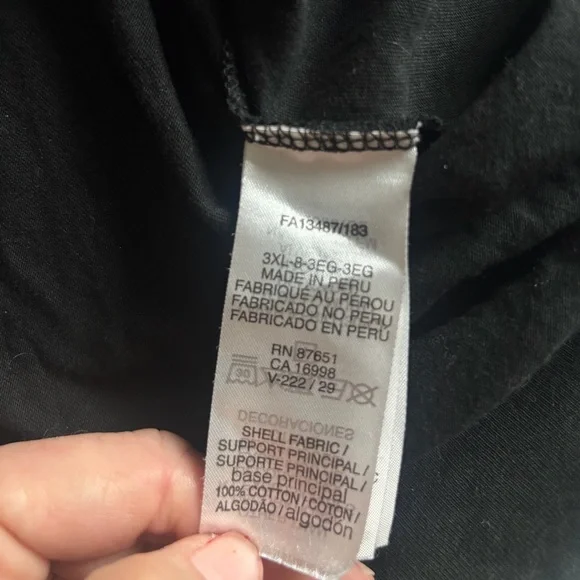 FA13487/183
3XL-8-3EG-3EG
MADE IN PERU
FABRIQUÉ AU PÉROU
FABRICADO NO PERU
FABRICADO EN PERÚ
RN 87651
CA 16998
V-222 / 29
30
DECORACIONES
SHELL FABRIC /
SUPPORT PRINCIPAL /
SUPORTE PRINCIPAL /
base principal
100% COTTON / COTON /
ALGODÃO / algodón